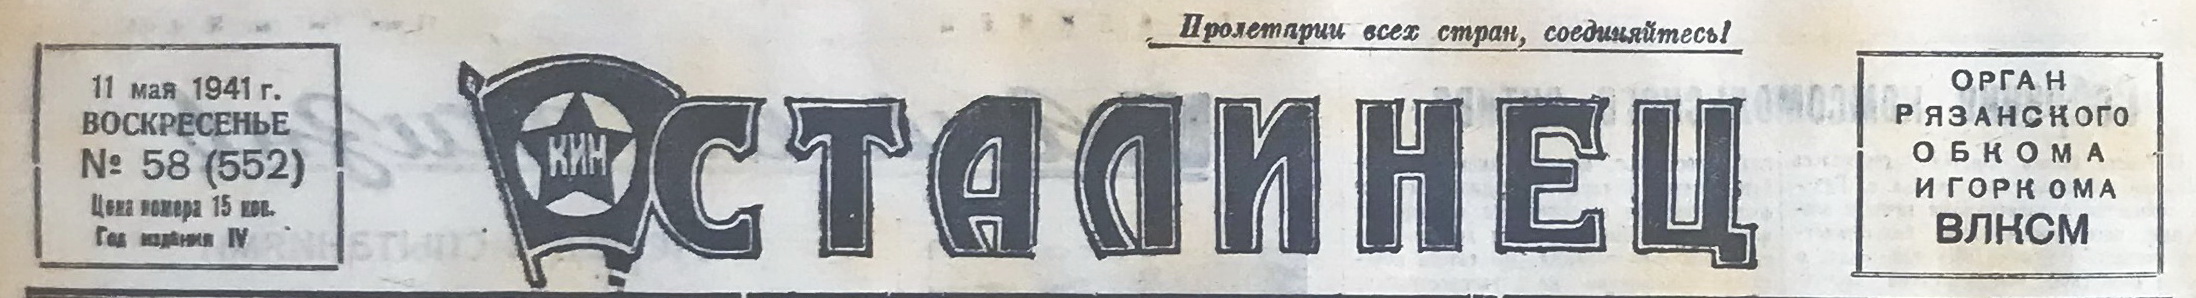 Пролетарии всех стран, соединяйтесь!
11 мая 1941 г.
ВОСКРЕСЕНЬЕ
№ 58 (552)
Цена номера 15 коп.
Год издания IV
КИМ
СТАЛИНЕЦ
ОРГАН
РЯЗАНСКОГО
ОБКОМА
И ГОРКОМА
ВЛКСМ